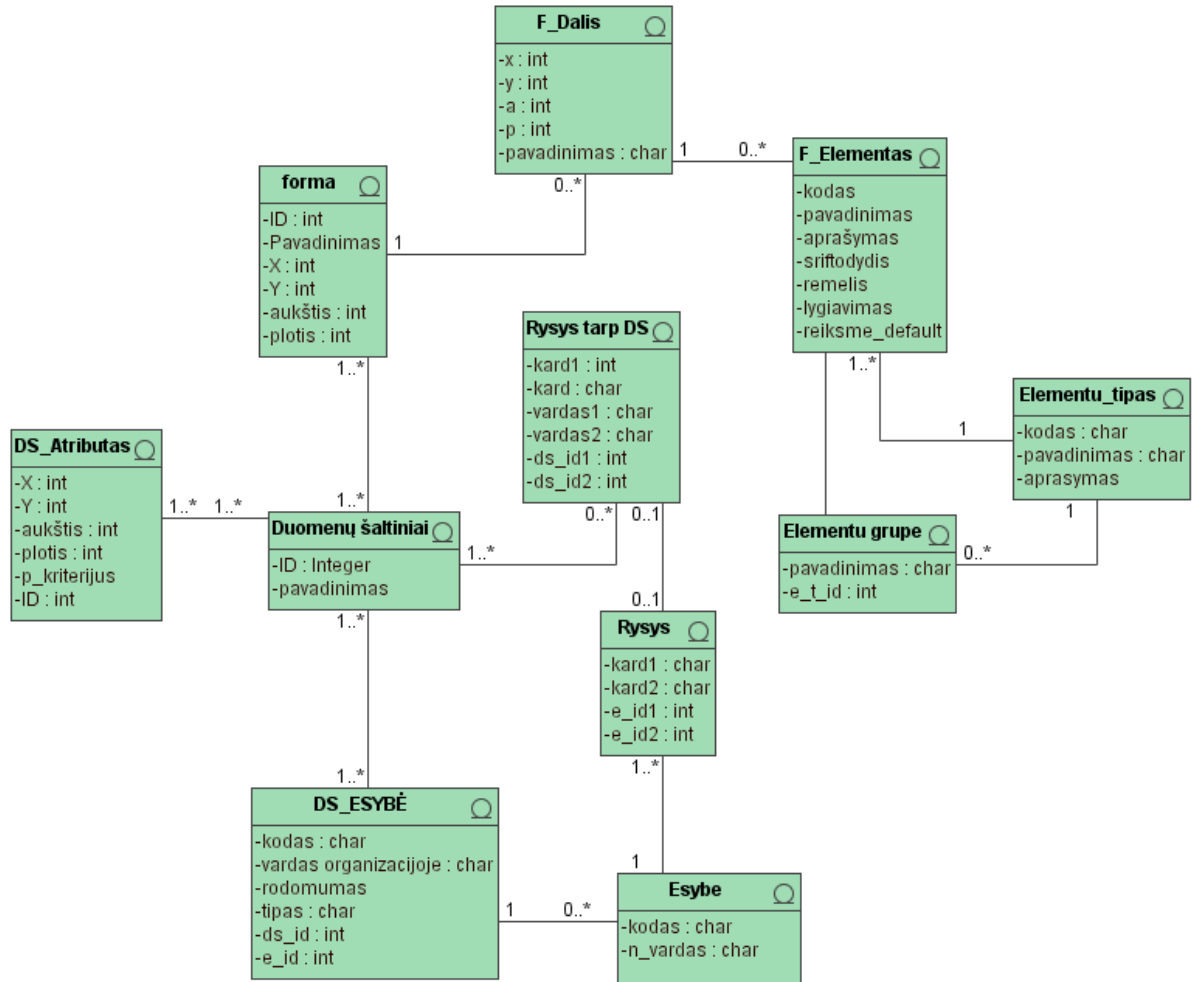 F_Dalis
-x : int
-y : int
-a : int
-p : int
-pavadinimas : char
1
0..*
0..*
F_Elementas
-kodas
-pavadinimas
-aprašymas
-sriftodydis
-remelis
-lygiavimas
-reiksme_default
1..*
forma
-ID : int
-Pavadinimas
-X : int
-Y : int
-aukštis : int
-plotis : int
1
1..*
Rysys tarp DS
-kard1 : int
-kard : char
-vardas1 : char
-vardas2 : char
-ds_id1 : int
-ds_id2 : int
0..*
0..1
Elementu_tipas
-kodas : char
-pavadinimas : char
-aprasymas
1
1
DS_Atributas
-X : int
-Y : int
-aukštis : int
-plotis : int
-p_kriterijus
-ID : int
1..*
1..*
1..*
Duomenų šaltiniai
-ID : Integer
-pavadinimas
1..*
1..*
Elementu grupe
-pavadinimas : char
-e_t_id : int
0..*
0..1
Rysys
-kard1 : char
-kard2 : char
-e_id1 : int
-e_id2 : int
1..*
1..*
DS_ESYBĖ
-kodas : char
-vardas organizacijoje : char
-rodomumas
-tipas : char
-ds_id : int
-e_id : int
1
0..*
1
Esybe
-kodas : char
-n_vardas : char